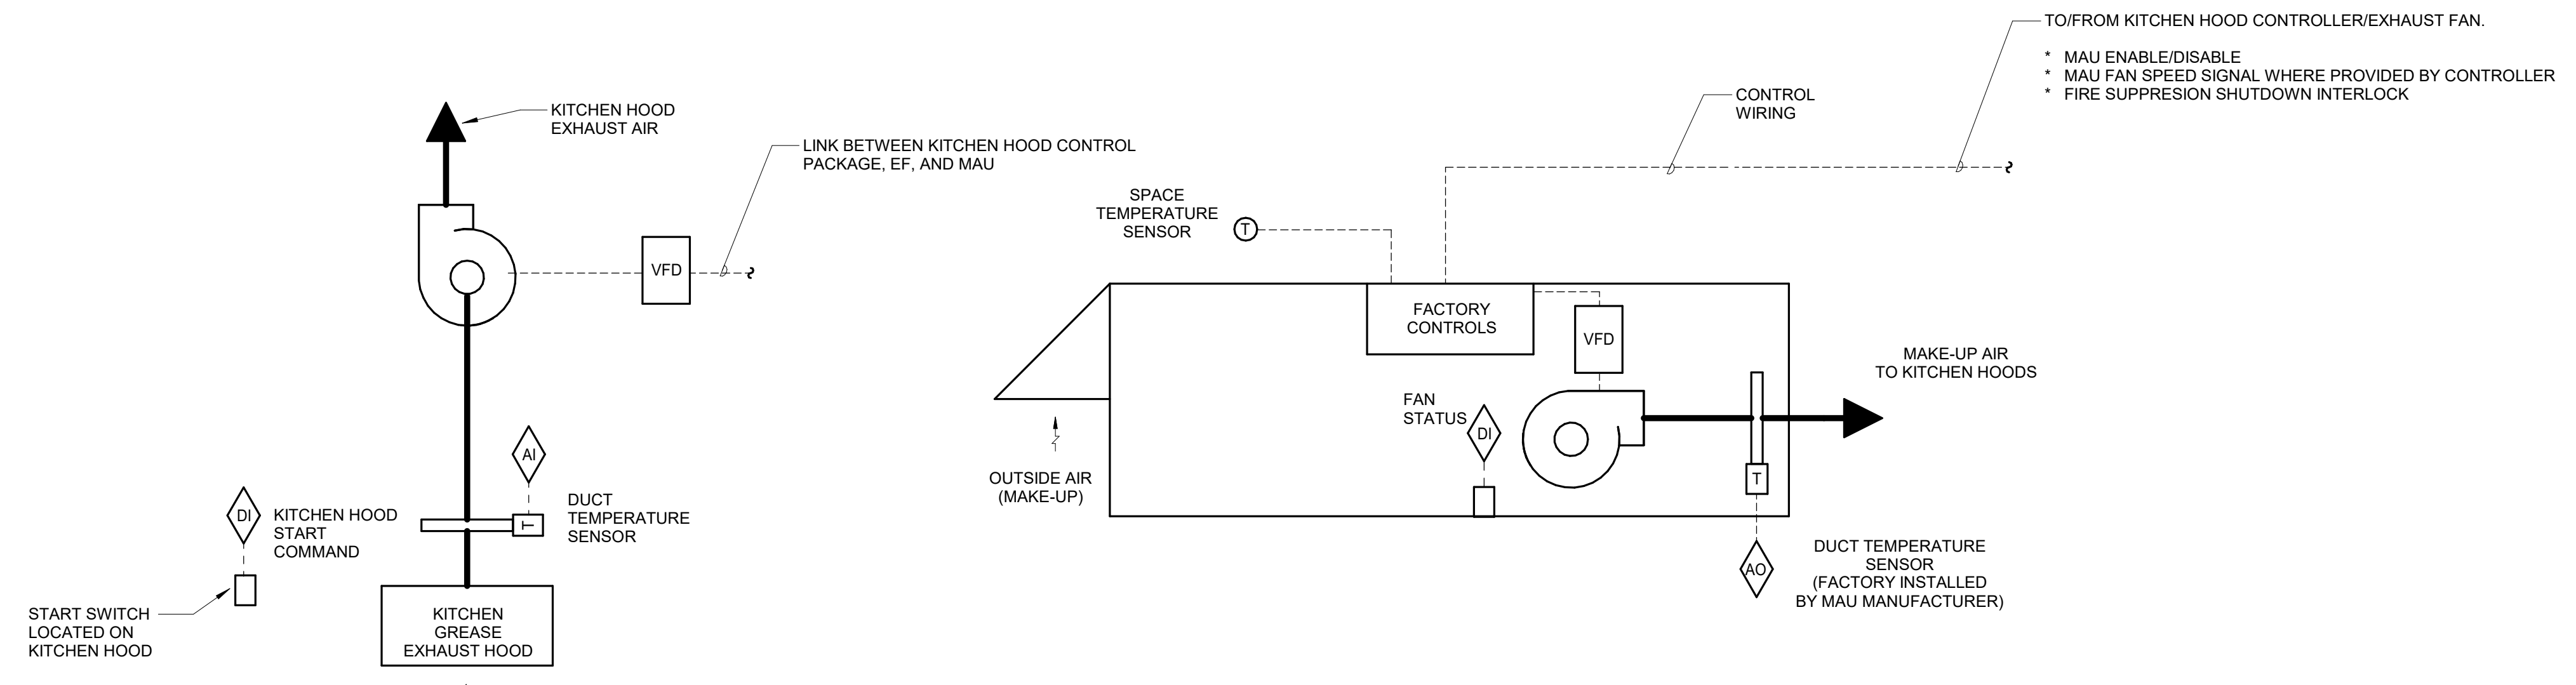 TO/FROM KITCHEN HOOD CONTROLLER/EXHAUST FAN.
* MAU ENABLE/DISABLE
* MAU FAN SPEED SIGNAL WHERE PROVIDED BY CONTROLLER
* FIRE SUPPRESION SHUTDOWN INTERLOCK
CONTROL
WIRING
KITCHEN HOOD
EXHAUST AIR
LINK BETWEEN KITCHEN HOOD CONTROL
PACKAGE, EF, AND MAU
VFD
SPACE
TEMPERATURE
SENSOR
T
FACTORY
CONTROLS
VFD
MAKE-UP AIR
TO KITCHEN HOODS
FAN
STATUS
DI
T
OUTSIDE AIR
(MAKE-UP)
AO
DUCT TEMPERATURE
SENSOR
(FACTORY INSTALLED
BY MAU MANUFACTURER)
AI
T
DUCT
TEMPERATURE
SENSOR
DI
KITCHEN HOOD
START
COMMAND
START SWITCH
LOCATED ON
KITCHEN HOOD
KITCHEN
GREASE
EXHAUST HOOD